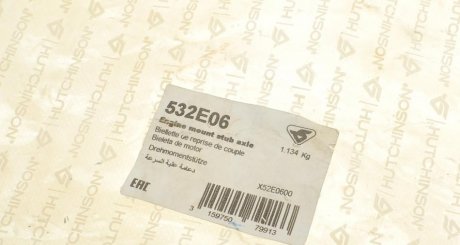 HUTCHINSON
532E06
Engine mount stub axle
Biellette de reprise de couple
Bieleta de motor
Drehmomentstütze
1.134 Kg
EAC
X52E0600
3 159750 79913